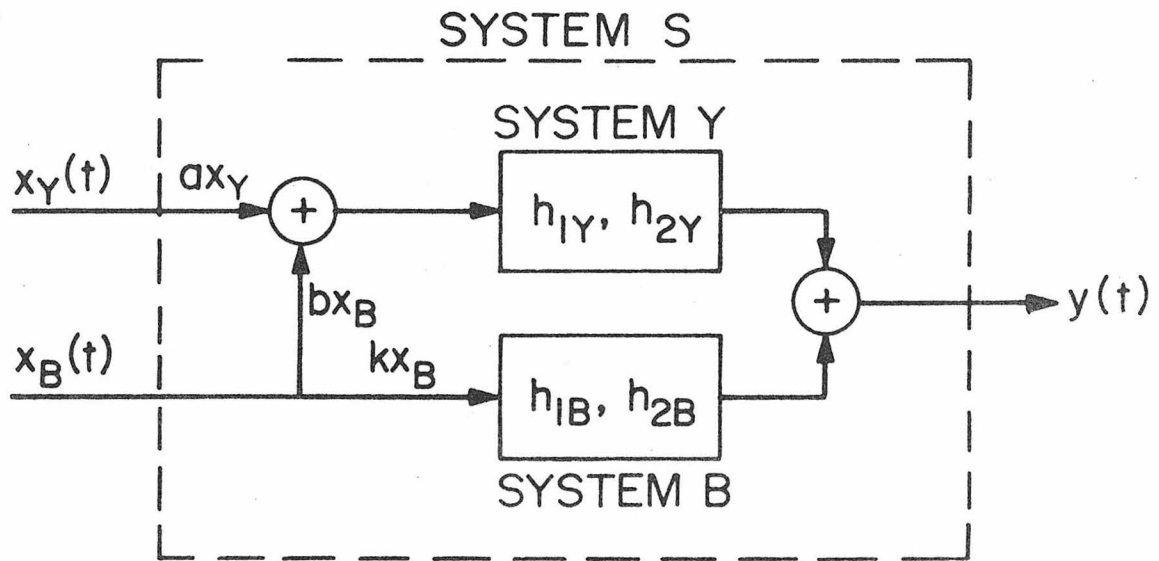 SYSTEM S
SYSTEM Y
x_Y(t)
ax_Y
+
h_1Y, h_2Y
bx_B
+
y(t)
x_B(t)
kx_B
h_1B, h_2B
SYSTEM B